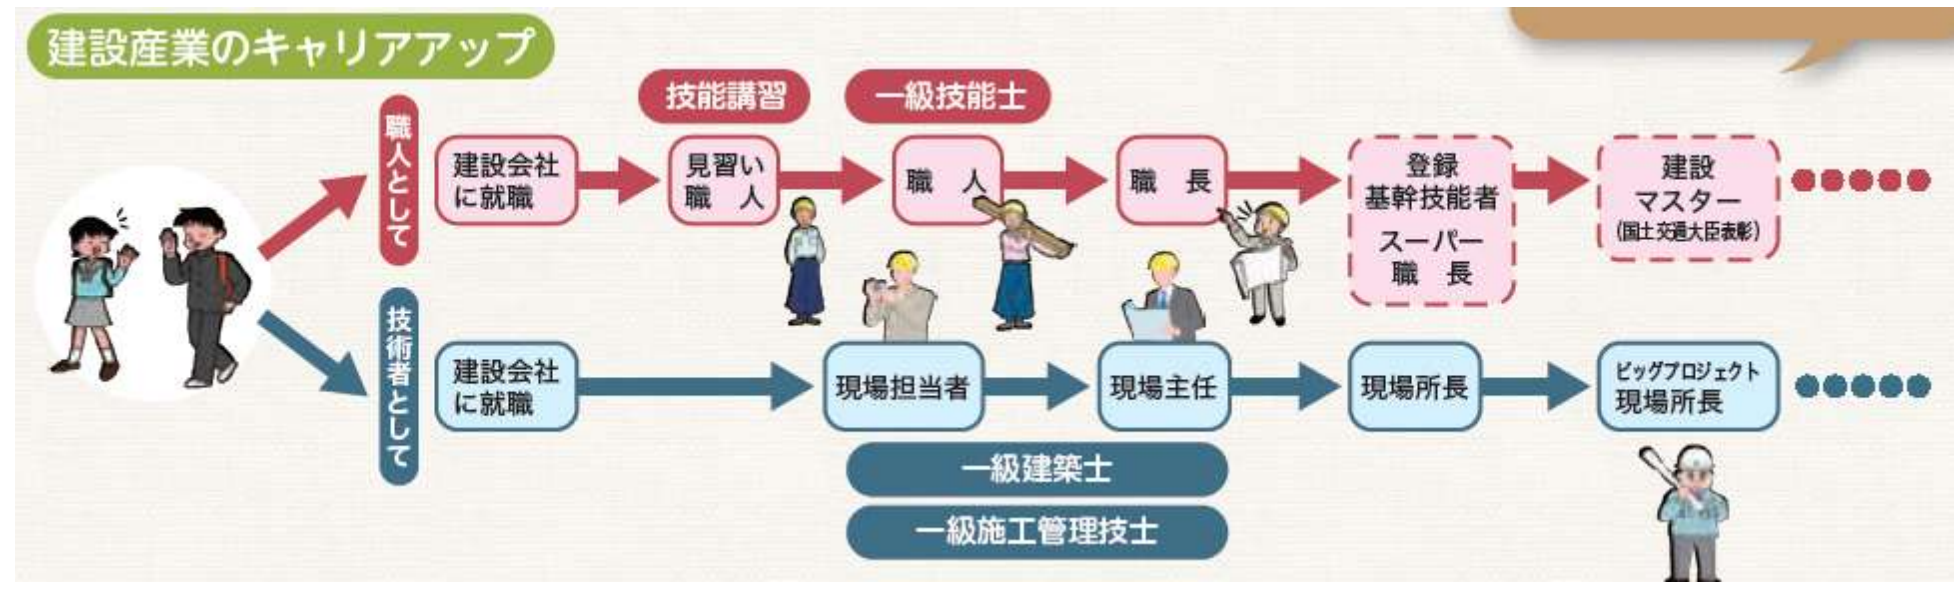 建設産業のキャリアアップ
職人として
技能講習
一級技能士
建設会社
に就職
見習い
職　人
職　人
職　長
登録
基幹技能者
スーパー
職　長
建設
マスター
(国土交通大臣表彰)
技術者として
建設会社
に就職
現場担当者
現場主任
現場所長
ビッグプロジェクト
現場所長
一級建築士
一級施工管理技士